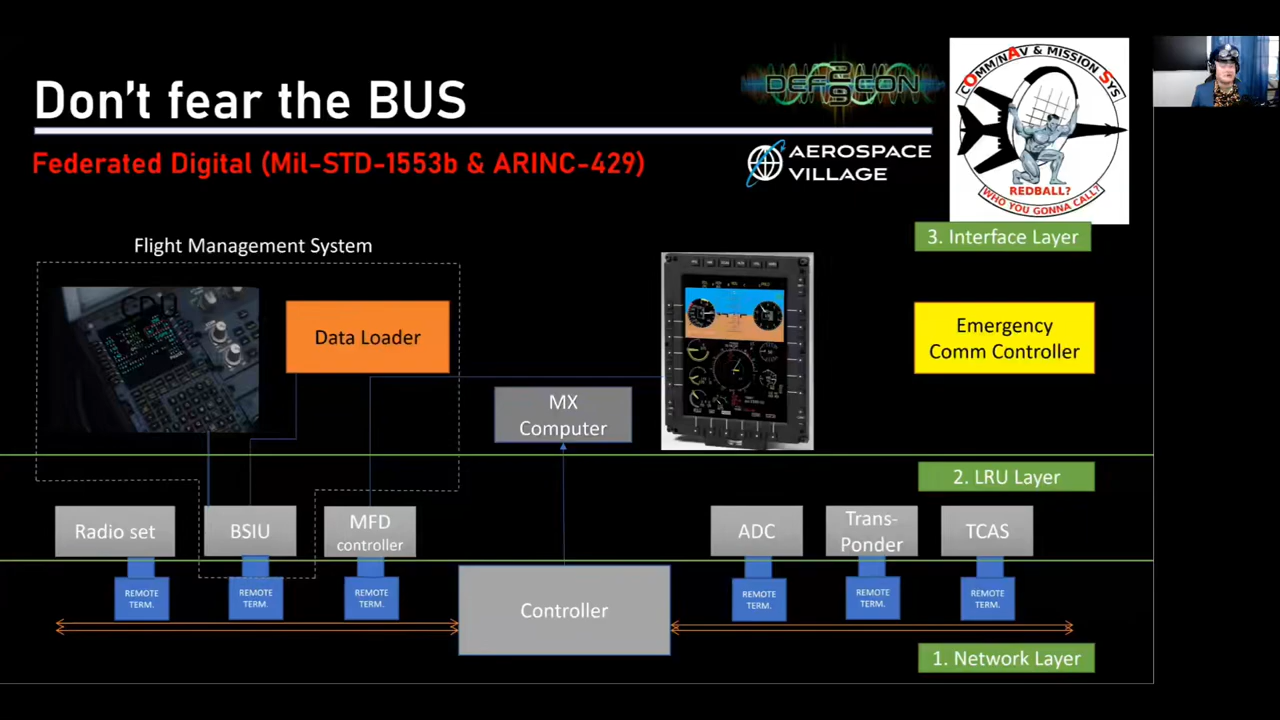 Don't fear the BUS
Federated Digital (Mil-STD-1553b & ARINC-429)
DEF CON
AEROSPACE
VILLAGE
COMM/NAV & MISSION SYS
REDBALL?
WHO YOU GONNA CALL?
3. Interface Layer
Flight Management System
CDU
Data Loader
Emergency
Comm Controller
MX
Computer
2. LRU Layer
Radio set
BSIU
MFD
controller
ADC
Trans-
Ponder
TCAS
REMOTE
TERM.
REMOTE
TERM.
REMOTE
TERM.
Controller
REMOTE
TERM.
REMOTE
TERM.
REMOTE
TERM.
1. Network Layer